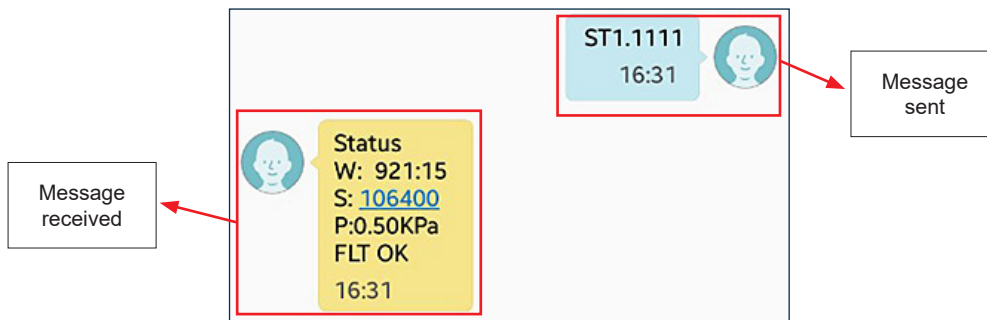 ST1.1111
16:31
Message
sent
Status
W: 921:15
S: 106400
P:0.50KPa
FLT OK
16:31
Message
received